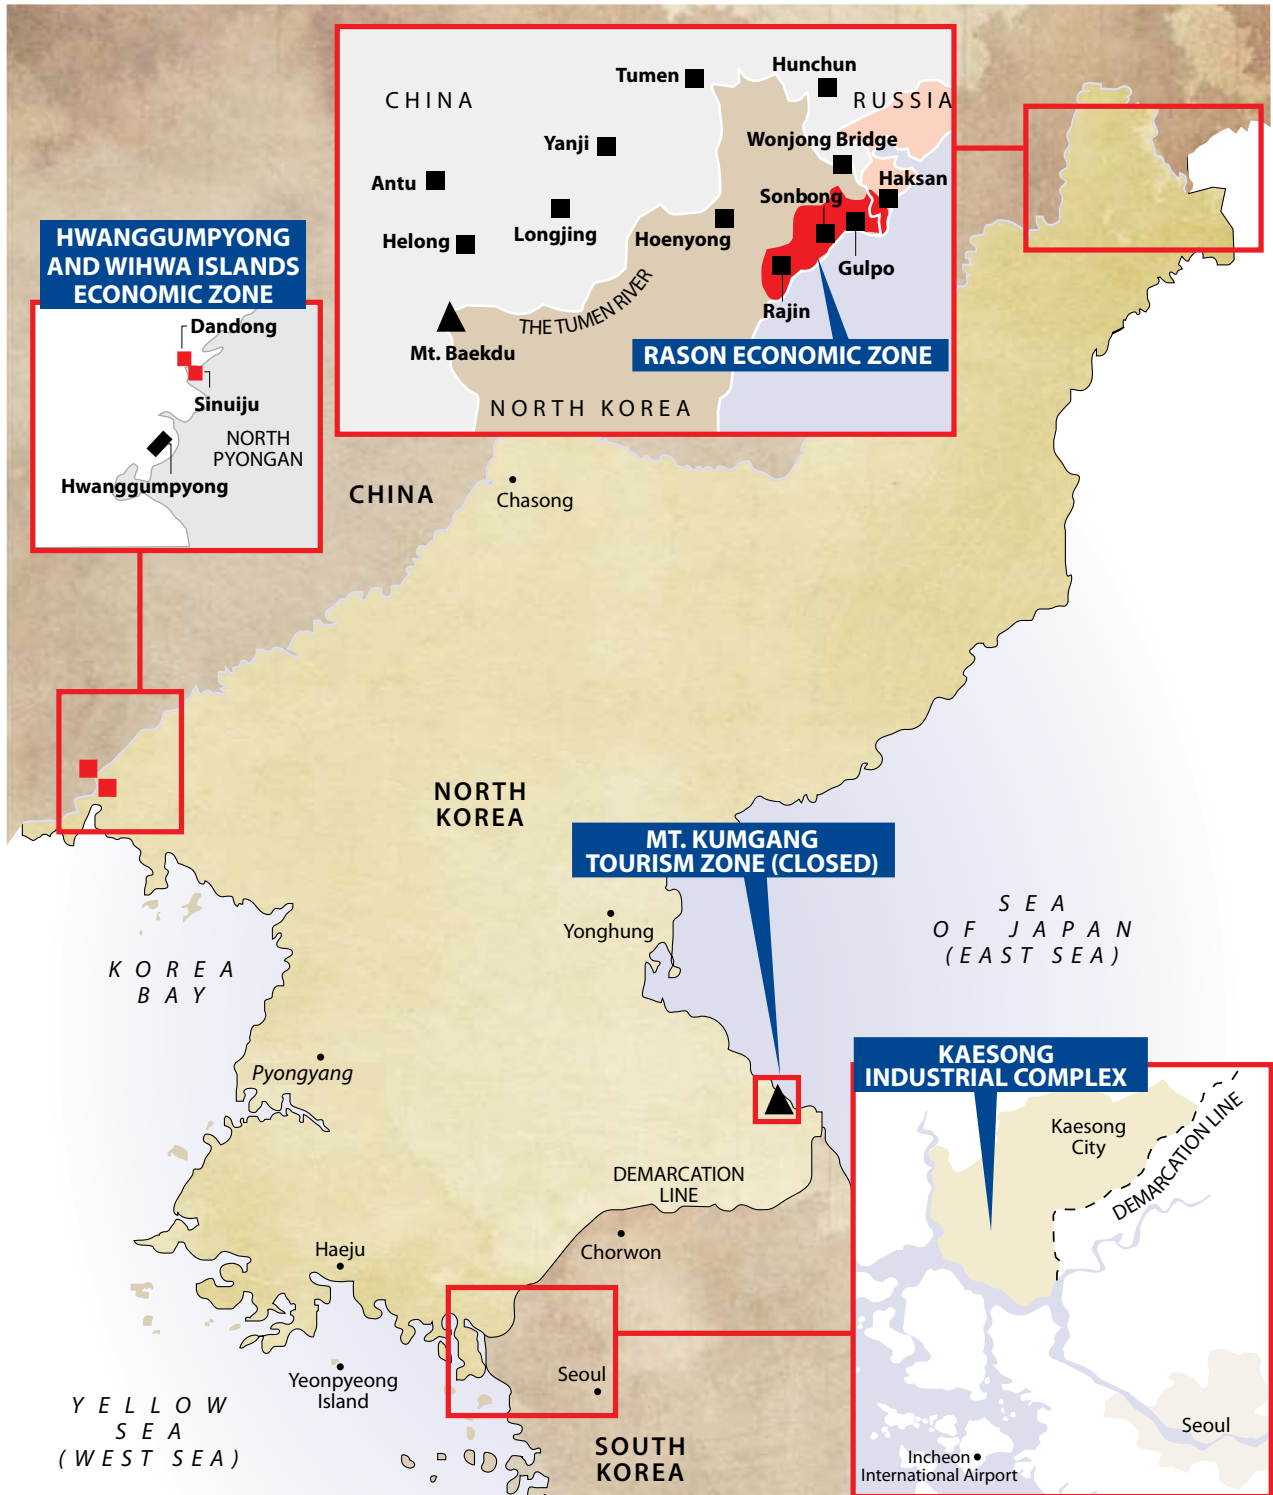 Tumen
Hunchun
CHINA
RUSSIA
Yanji
Wonjong Bridge
Antu
Haksan
Sonbong
Longjing
Helong
Hoenyong
Gulpo
THE TUMEN RIVER
Rajin
Mt. Baekdu
RASON ECONOMIC ZONE
NORTH KOREA
HWANGGUMPYONG
AND WIHWA ISLANDS
ECONOMIC ZONE
Dandong
Sinuiju
NORTH
PYONGAN
Hwanggumpyong
CHINA
Chasong
NORTH
KOREA
MT. KUMGANG
TOURISM ZONE (CLOSED)
Yonghung
SEA
OF JAPAN
(EAST SEA)
KOREA
BAY
Pyongyang
KAESONG
INDUSTRIAL COMPLEX
Kaesong
City
DEMARCATION LINE
DEMARCATION
LINE
Chorwon
Haeju
Yeonpyeong
Island
Seoul
YELLOW
SEA
(WEST SEA)
SOUTH
KOREA
Seoul
Incheon
International Airport